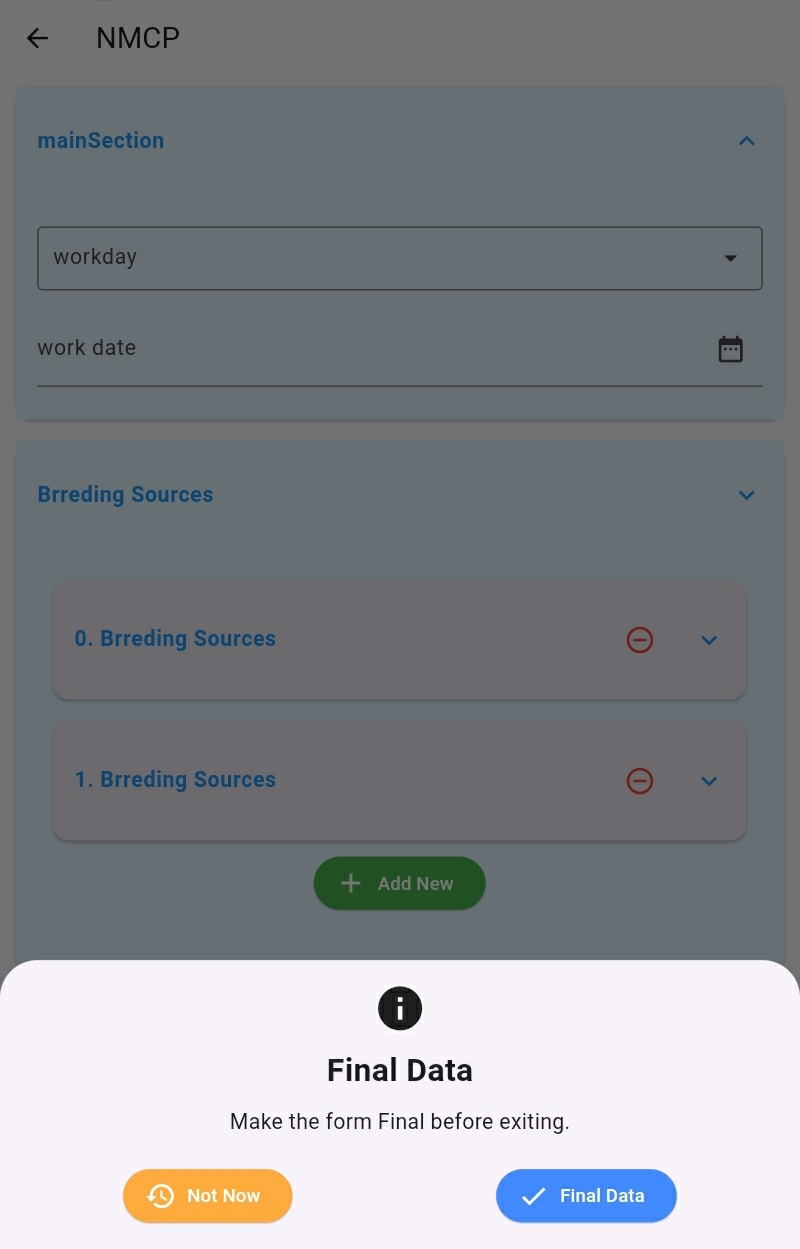 NMCP
mainSection
workday
work date
Brreding Sources
0. Brreding Sources
1. Brreding Sources
Add New
Final Data
Make the form Final before exiting.
Not Now
Final Data